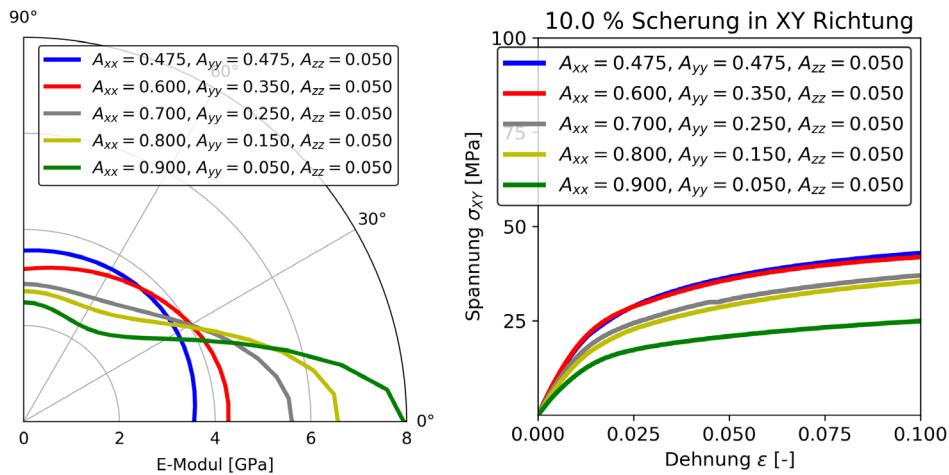 90°
A_xx = 0.475, A_yy = 0.475, A_zz = 0.050
A_xx = 0.600, A_yy = 0.350, A_zz = 0.050
A_xx = 0.700, A_yy = 0.250, A_zz = 0.050
A_xx = 0.800, A_yy = 0.150, A_zz = 0.050
A_xx = 0.900, A_yy = 0.050, A_zz = 0.050
60°
30°
0°
0
2
4
6
8
E-Modul [GPa]
10.0 % Scherung in XY Richtung
A_xx = 0.475, A_yy = 0.475, A_zz = 0.050
A_xx = 0.600, A_yy = 0.350, A_zz = 0.050
A_xx = 0.700, A_yy = 0.250, A_zz = 0.050
A_xx = 0.800, A_yy = 0.150, A_zz = 0.050
A_xx = 0.900, A_yy = 0.050, A_zz = 0.050
100
75
50
25
Spannung σ_XY [MPa]
0.000
0.025
0.050
0.075
0.100
Dehnung ε [-]